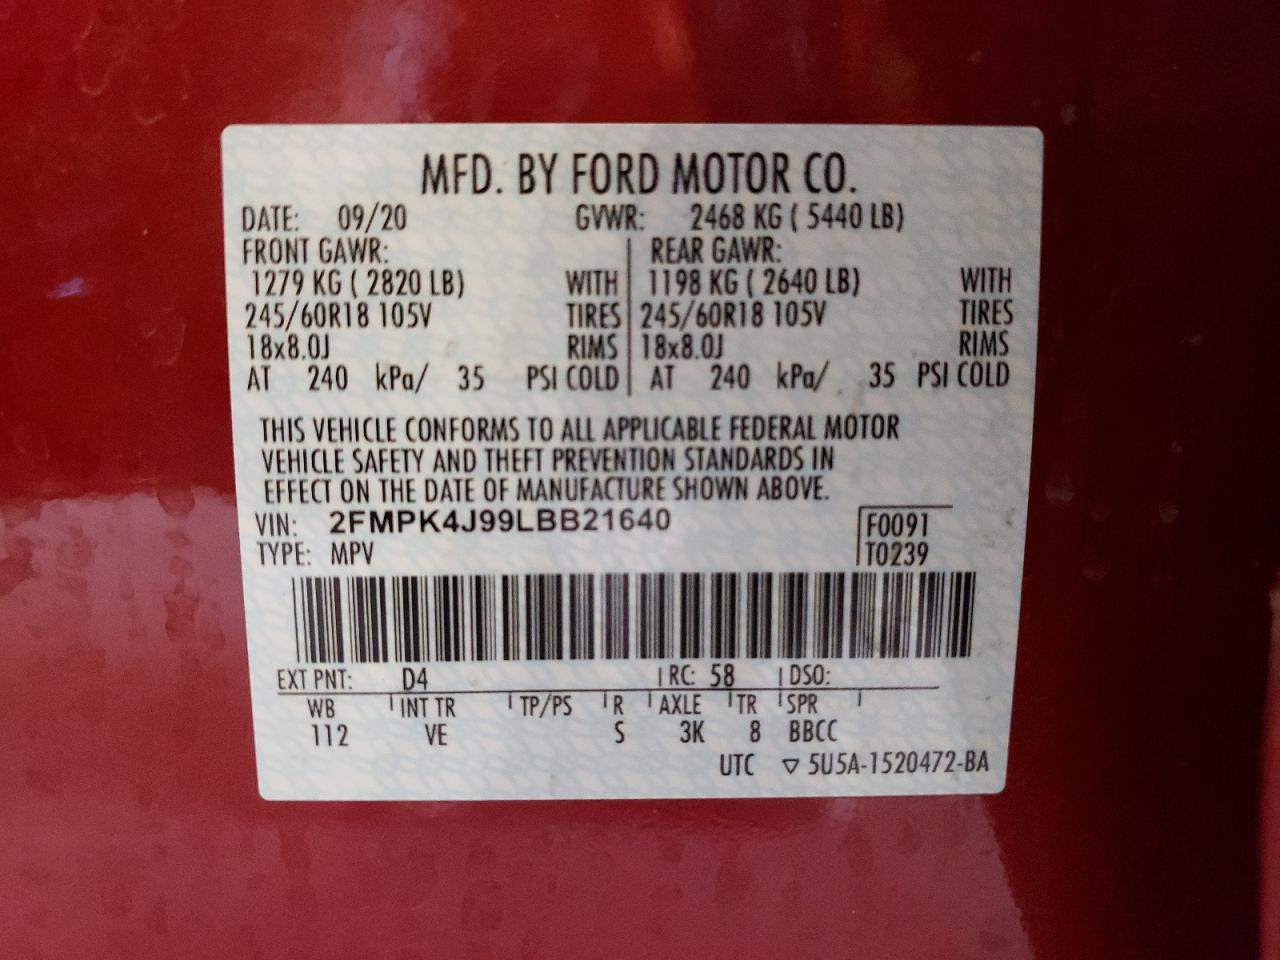 MFD. BY FORD MOTOR CO.
DATE: 09/20 GVWR: 2468 KG ( 5440 LB)
FRONT GAWR: REAR GAWR:
1279 KG ( 2820 LB) WITH 1198 KG ( 2640 LB) WITH
245/60R18 105V TIRES 245/60R18 105V TIRES
18x8.0J RIMS 18x8.0J RIMS
AT 240 kPa/ 35 PSI COLD AT 240 kPa/ 35 PSI COLD
THIS VEHICLE CONFORMS TO ALL APPLICABLE FEDERAL MOTOR
VEHICLE SAFETY AND THEFT PREVENTION STANDARDS IN
EFFECT ON THE DATE OF MANUFACTURE SHOWN ABOVE.
VIN: 2FMPK4J99LBB21640 F0091
TYPE: MPV T0239
EXT PNT: D4 RC: 58 DSO:
WB INT TR TP/PS R AXLE TR SPR
112 VE S 3K 8 BBCC
UTC ▽ 5U5A-1520472-BA